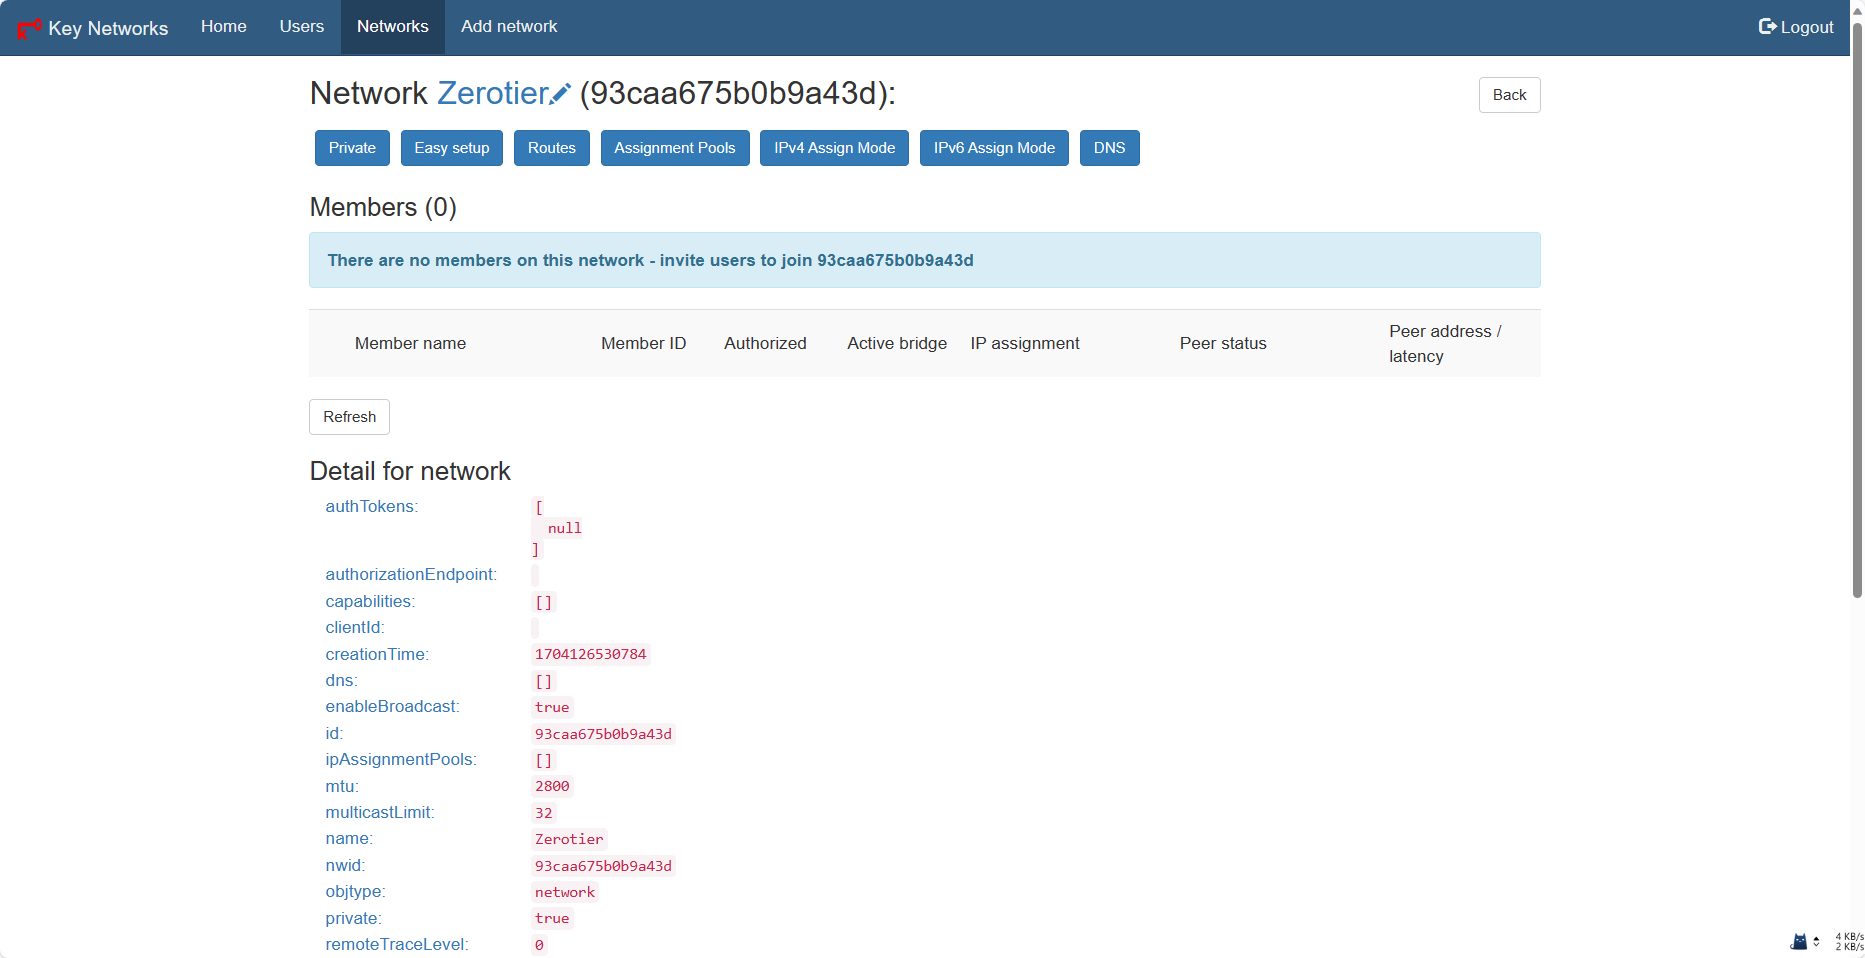 Key Networks Home Users Networks Add network Logout
Network Zerotier (93caa675b0b9a43d):
Back
Private Easy setup Routes Assignment Pools IPv4 Assign Mode IPv6 Assign Mode DNS
Members (0)
There are no members on this network - invite users to join 93caa675b0b9a43d
Member name Member ID Authorized Active bridge IP assignment Peer status Peer address /
latency
Refresh
Detail for network
authTokens: [
null
]
authorizationEndpoint:
capabilities: []
clientId:
creationTime: 1704126530784
dns: []
enableBroadcast: true
id: 93caa675b0b9a43d
ipAssignmentPools: []
mtu: 2800
multicastLimit: 32
name: Zerotier
nwid: 93caa675b0b9a43d
objtype: network
private: true
remoteTraceLevel: 0
4 KB/s
2 KB/s